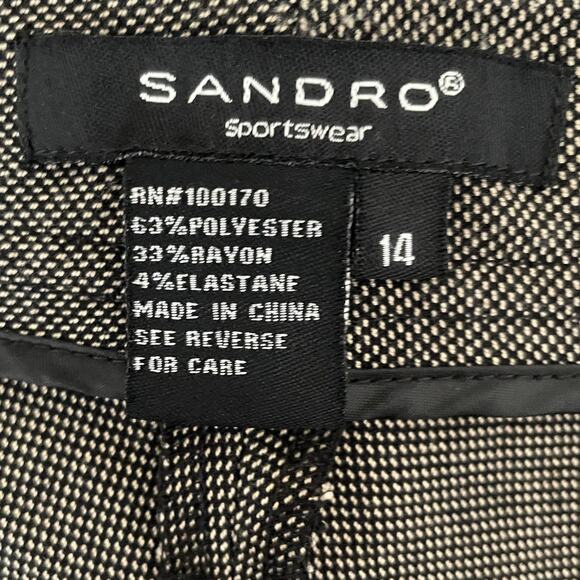 SANDRO®
Sportswear
RN#100170
63%POLYESTER
33%RAYON
4%ELASTANE
MADE IN CHINA
SEE REVERSE
FOR CARE
14